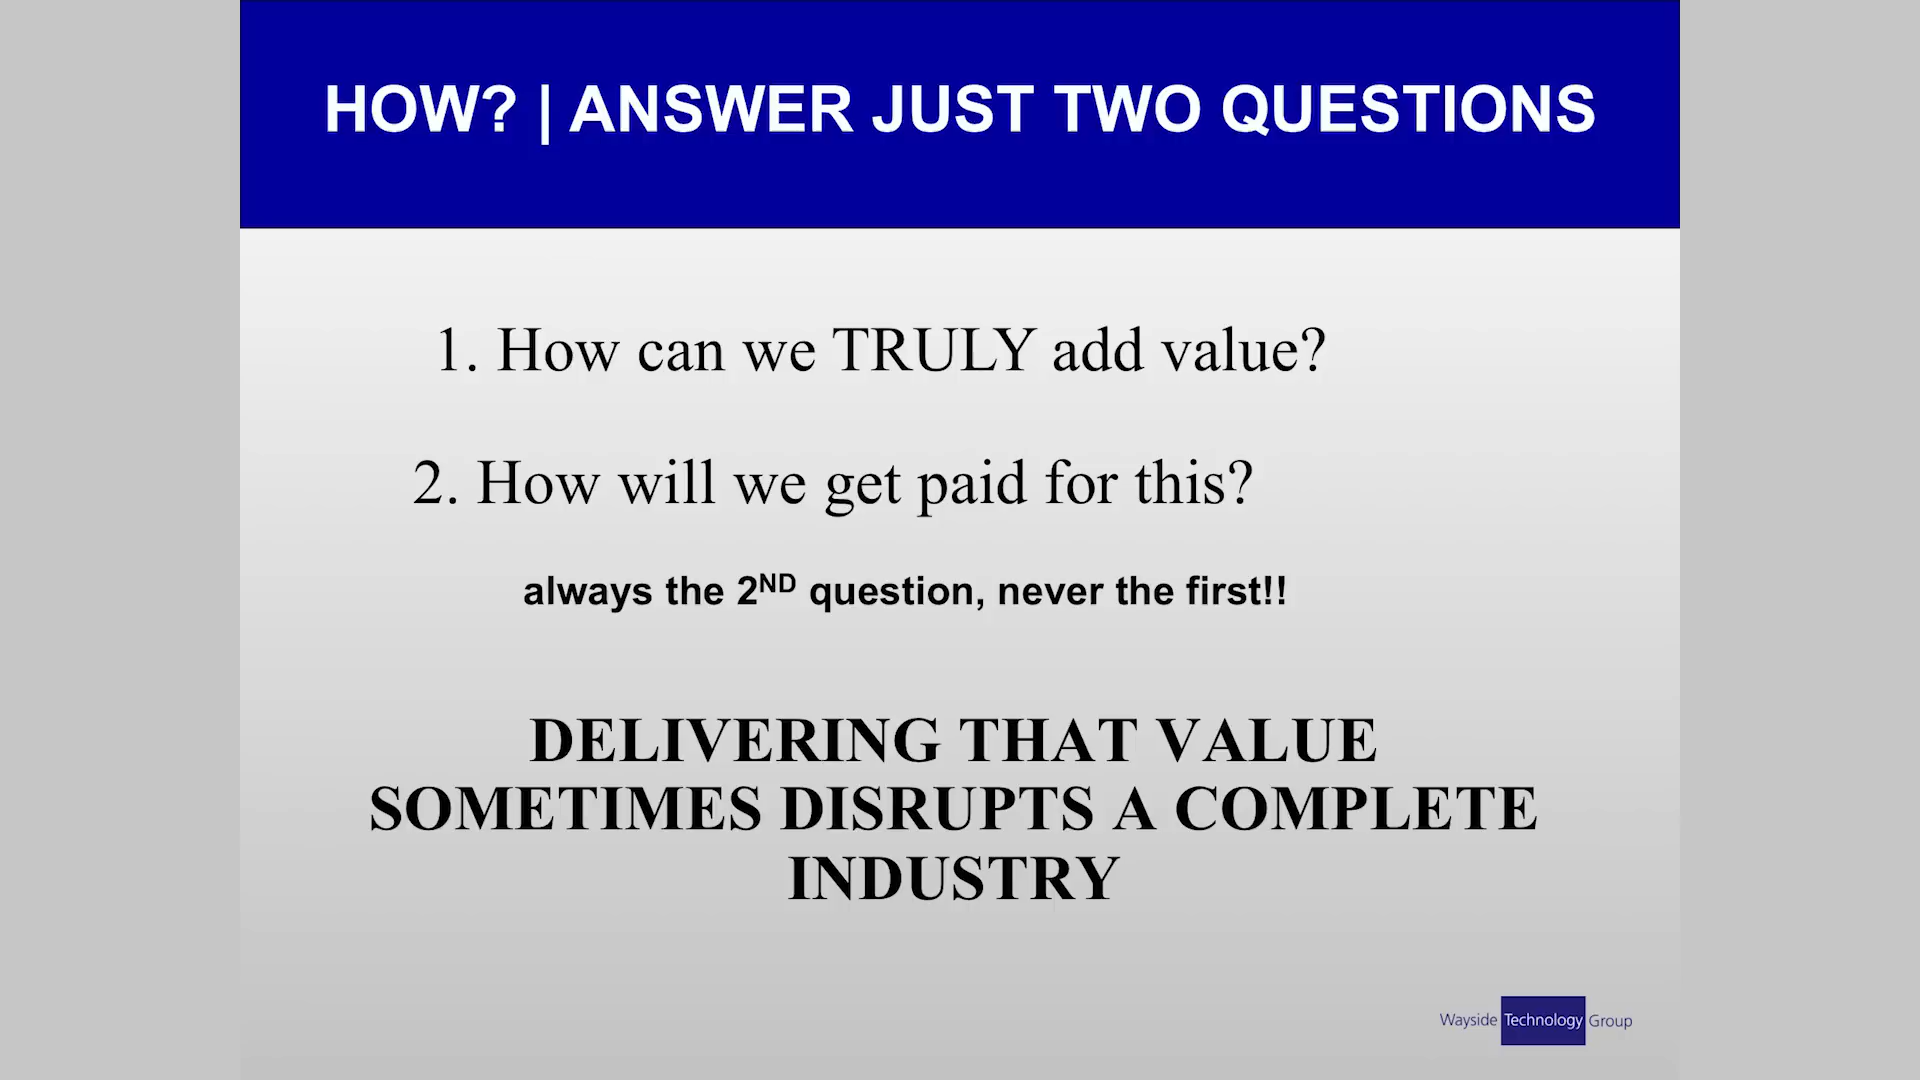 HOW? | ANSWER JUST TWO QUESTIONS
1. How can we TRULY add value?
2. How will we get paid for this?
always the 2ND question, never the first!!
DELIVERING THAT VALUE
SOMETIMES DISRUPTS A COMPLETE
INDUSTRY
Wayside Technology Group